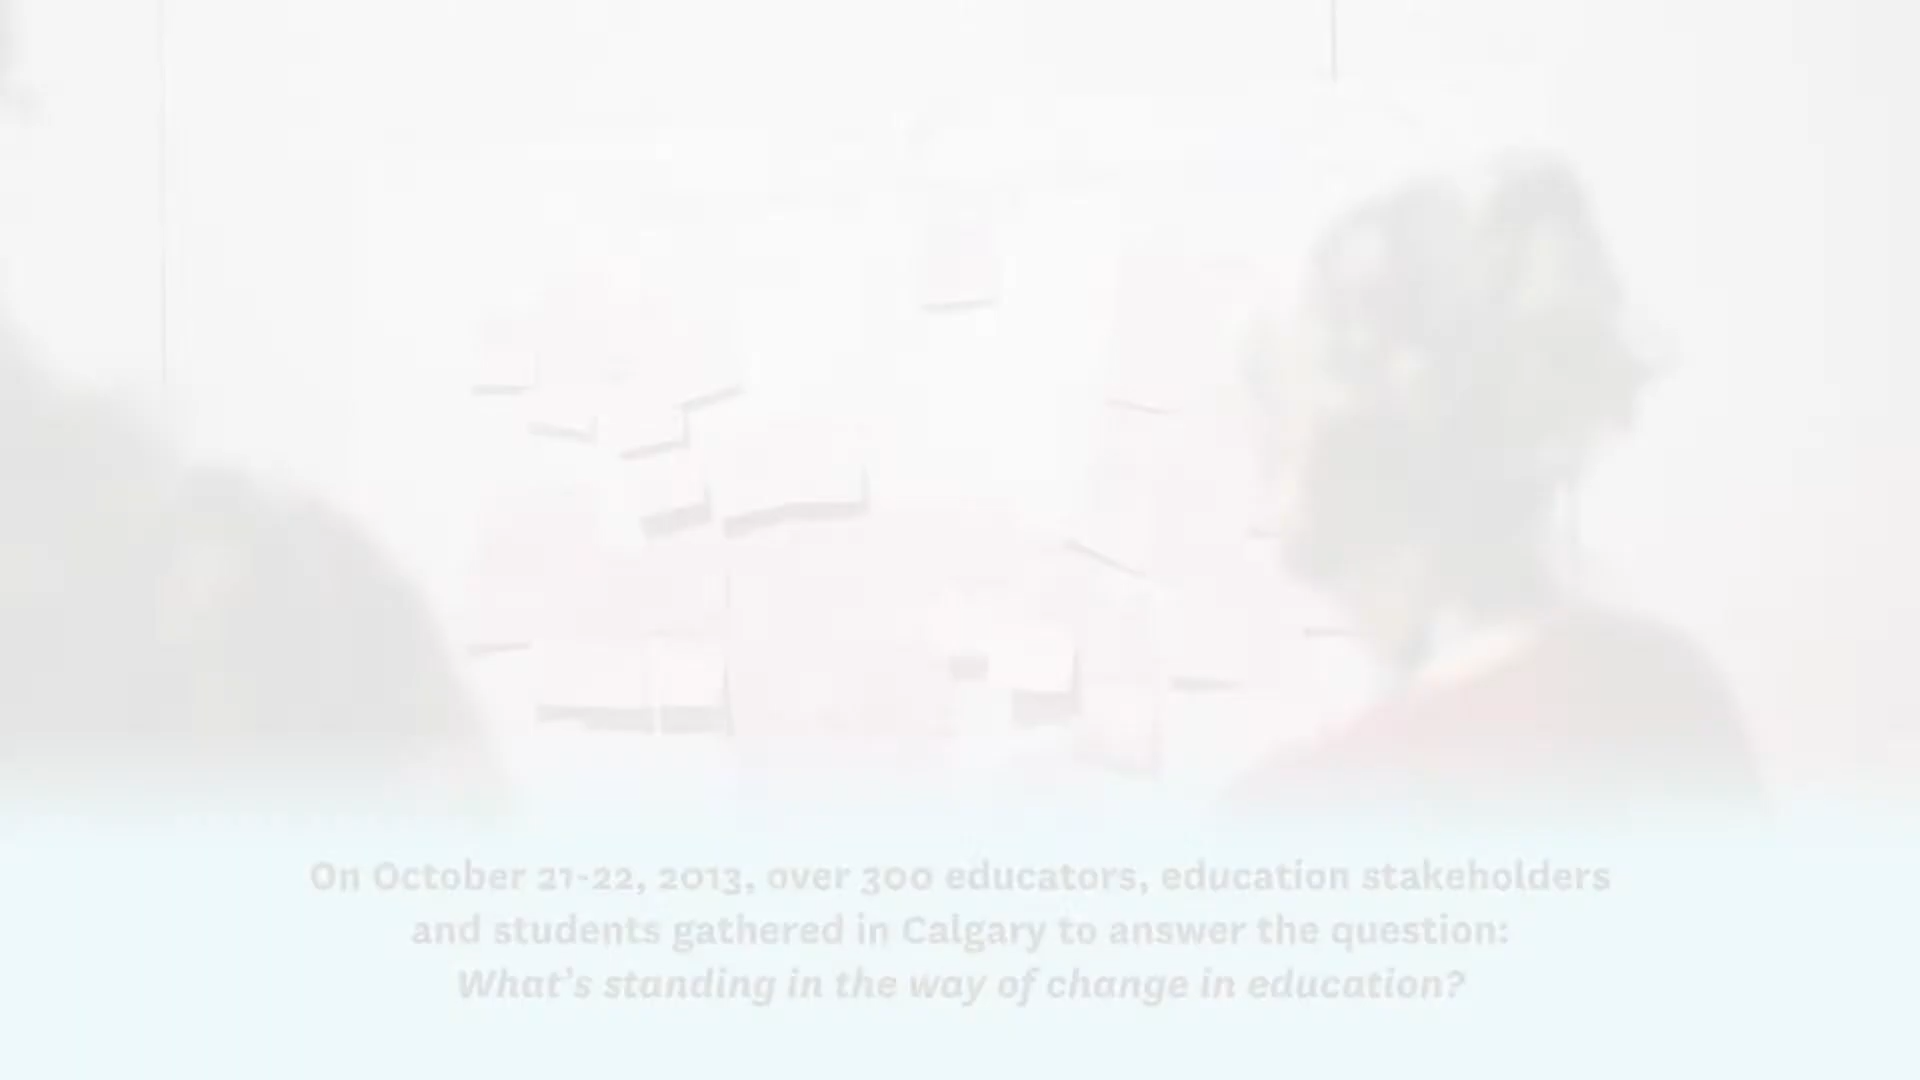 On October 21-22, 2013, over 300 educators, education stakeholders
and students gathered in Calgary to answer the question:
What's standing in the way of change in education?